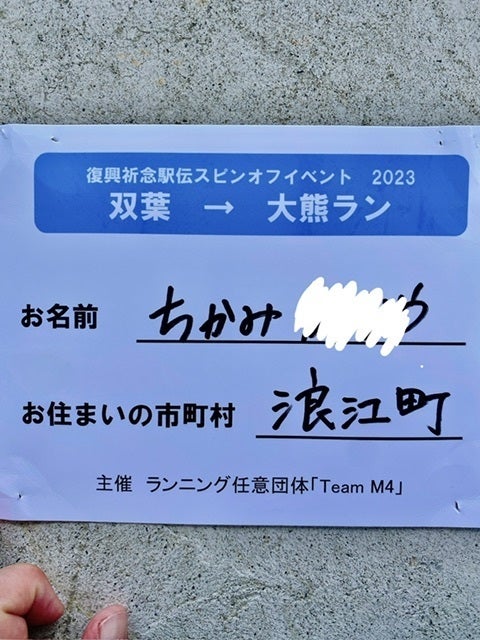 復興祈念駅伝スピンオフイベント　2023
双葉　→　大熊ラン
お名前　ちかみ
お住まいの市町村　浪江町
主催　ランニング任意団体「Team M4」